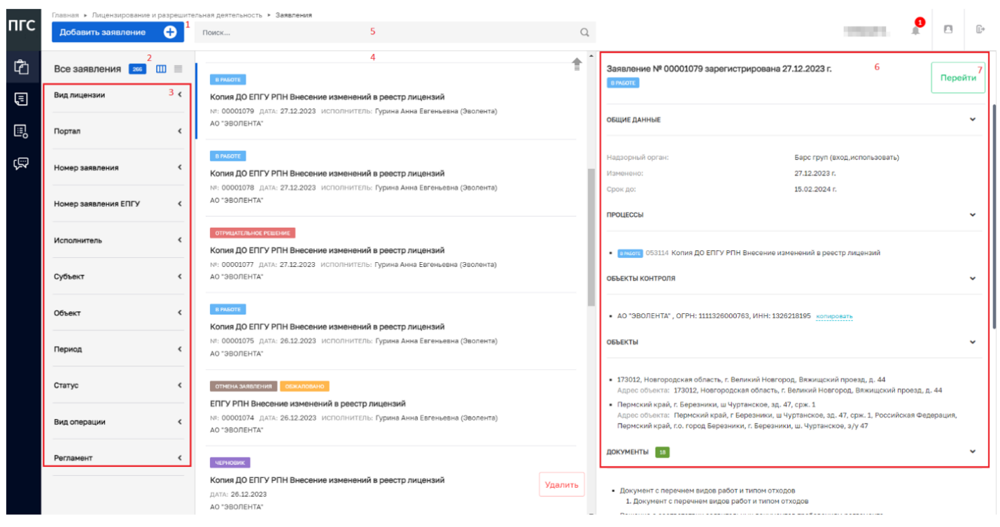 ПГС
Главная ▸ Лицензирование и разрешительная деятельность ▸ Заявления
Добавить заявление
1
Поиск...
5
1
2
Все заявления 266
3
Вид лицензии
Портал
Номер заявления
Номер заявления ЕПГУ
Исполнитель
Субъект
Объект
Период
Статус
Вид операции
Регламент
4
В РАБОТЕ
Копия ДО ЕПГУ РПН Внесение изменений в реестр лицензий
№: 00001079 ДАТА: 27.12.2023 ИСПОЛНИТЕЛЬ: Гурина Анна Евгеньевна (Эволента)
АО "ЭВОЛЕНТА"
В РАБОТЕ
Копия ДО ЕПГУ РПН Внесение изменений в реестр лицензий
№: 00001078 ДАТА: 27.12.2023 ИСПОЛНИТЕЛЬ: Гурина Анна Евгеньевна (Эволента)
АО "ЭВОЛЕНТА"
ОТРИЦАТЕЛЬНОЕ РЕШЕНИЕ
Копия ДО ЕПГУ РПН Внесение изменений в реестр лицензий
№: 00001077 ДАТА: 27.12.2023 ИСПОЛНИТЕЛЬ: Гурина Анна Евгеньевна (Эволента)
АО "ЭВОЛЕНТА"
В РАБОТЕ
Копия ДО ЕПГУ РПН Внесение изменений в реестр лицензий
№: 00001075 ДАТА: 26.12.2023 ИСПОЛНИТЕЛЬ: Гурина Анна Евгеньевна (Эволента)
АО "ЭВОЛЕНТА"
ОТМЕНА ЗАЯВЛЕНИЯ ОБЖАЛОВАНО
ЕПГУ РПН Внесение изменений в реестр лицензий
№: 00001074 ДАТА: 26.12.2023 ИСПОЛНИТЕЛЬ: Гурина Анна Евгеньевна (Эволента)
АО "ЭВОЛЕНТА"
ЧЕРНОВИК
Копия ДО ЕПГУ РПН Внесение изменений в реестр лицензий
ДАТА: 26.12.2023
АО "ЭВОЛЕНТА"
Удалить
Заявление № 00001079 зарегистрирована 27.12.2023 г.
6
В РАБОТЕ
Перейти
7
ОБЩИЕ ДАННЫЕ
Надзорный орган: Барс груп (вход,использовать)
Изменено: 27.12.2023 г.
Срок до: 15.02.2024 г.
ПРОЦЕССЫ
▪ В РАБОТЕ 053114 Копия ДО ЕПГУ РПН Внесение изменений в реестр лицензий
ОБЪЕКТЫ КОНТРОЛЯ
▪ АО "ЭВОЛЕНТА" , ОГРН: 1111326000763, ИНН: 1326218195 копировать
ОБЪЕКТЫ
▪ 173012, Новгородская область, г. Великий Новгород, Вяжищский проезд, д. 44
Адрес объекта: 173012, Новгородская область, г. Великий Новгород, Вяжищский проезд, д. 44
▪ Пермский край, г. Березники, ш Чуртанское, зд. 47, срж. 1
Адрес объекта: Пермский край, г Березники, ш Чуртанское, зд. 47, срж. 1, Российская Федерация,
Пермский край, г.о. город Березники, г. Березники, ш. Чуртанское, з/у 47
ДОКУМЕНТЫ 18
▪ Документ с перечнем видов работ и типом отходов
1. Документ с перечнем видов работ и типом отходов